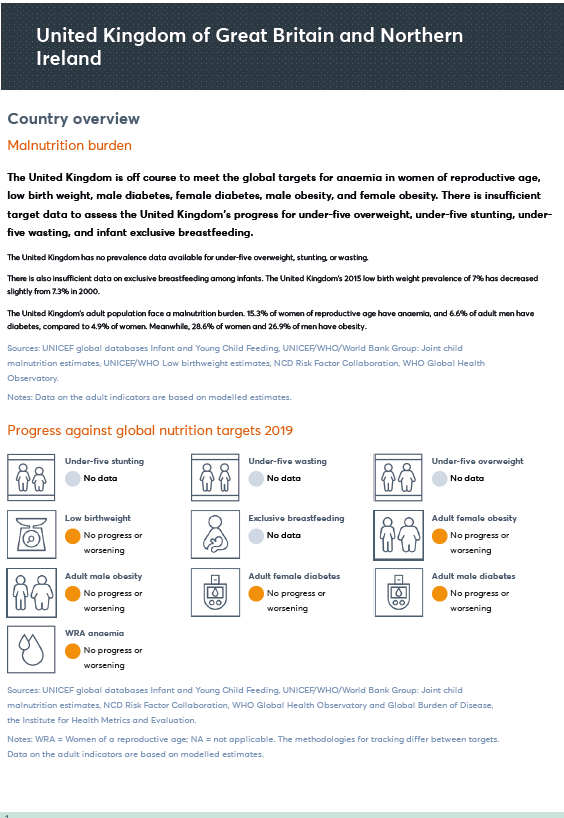 United Kingdom of Great Britain and Northern
Ireland
Country overview
Malnutrition burden
The United Kingdom is off course to meet the global targets for anaemia in women of reproductive age,
low birth weight, male diabetes, female diabetes, male obesity, and female obesity. There is insufficient
target data to assess the United Kingdom's progress for under-five overweight, under-five stunting, under-
five wasting, and infant exclusive breastfeeding.
The United Kingdom has no prevalence data available for under-five overweight, stunting, or wasting.
There is also insufficient data on exclusive breastfeeding among infants. The United Kingdom's 2015 low birth weight prevalence of 7% has decreased
slightly from 7.3% in 2000.
The United Kingdom's adult population face a malnutrition burden. 15.3% of women of reproductive age have anaemia, and 6.6% of adult men have
diabetes, compared to 4.9% of women. Meanwhile, 28.6% of women and 26.9% of men have obesity.
Sources: UNICEF global databases Infant and Young Child Feeding, UNICEF/WHO/World Bank Group: Joint child
malnutrition estimates, UNICEF/WHO Low birthweight estimates, NCD Risk Factor Collaboration, WHO Global Health
Observatory.
Notes: Data on the adult indicators are based on modelled estimates.
Progress against global nutrition targets 2019
Under-five stunting
No data
Under-five wasting
No data
Under-five overweight
No data
Low birthweight
No progress or
worsening
Exclusive breastfeeding
No data
Adult female obesity
No progress or
worsening
Adult male obesity
No progress or
worsening
Adult female diabetes
No progress or
worsening
Adult male diabetes
No progress or
worsening
WRA anaemia
No progress or
worsening
Sources: UNICEF global databases Infant and Young Child Feeding, UNICEF/WHO/World Bank Group: Joint child
malnutrition estimates, NCD Risk Factor Collaboration, WHO Global Health Observatory and Global Burden of Disease,
the Institute for Health Metrics and Evaluation.
Notes: WRA = Women of a reproductive age; NA = not applicable. The methodologies for tracking differ between targets.
Data on the adult indicators are based on modelled estimates.
1